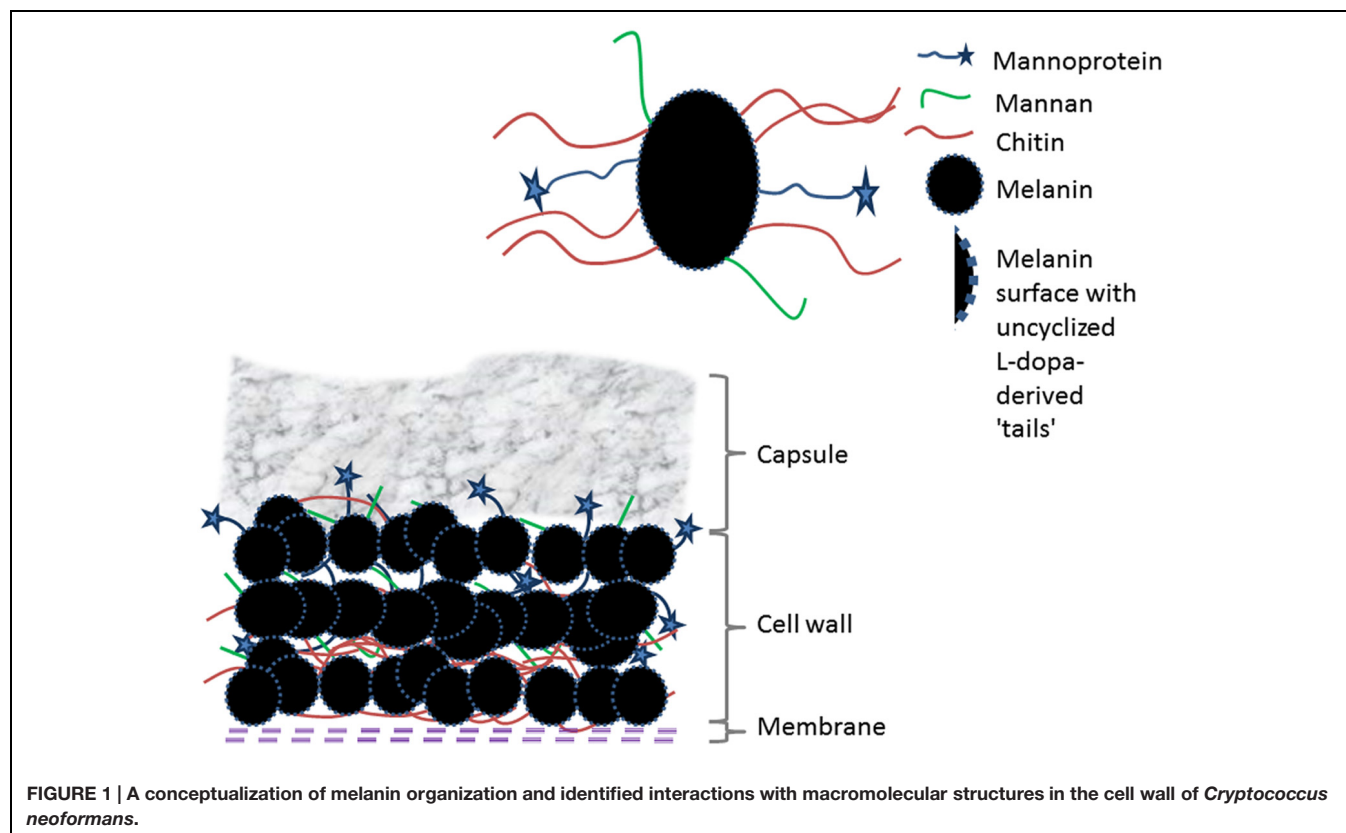 Mannoprotein
Mannan
Chitin
Melanin
Melanin
surface with
uncyclized
L-dopa-
derived
'tails'
Capsule
Cell wall
Membrane
FIGURE 1 | A conceptualization of melanin organization and identified interactions with macromolecular structures in the cell wall of Cryptococcus
neoformans.